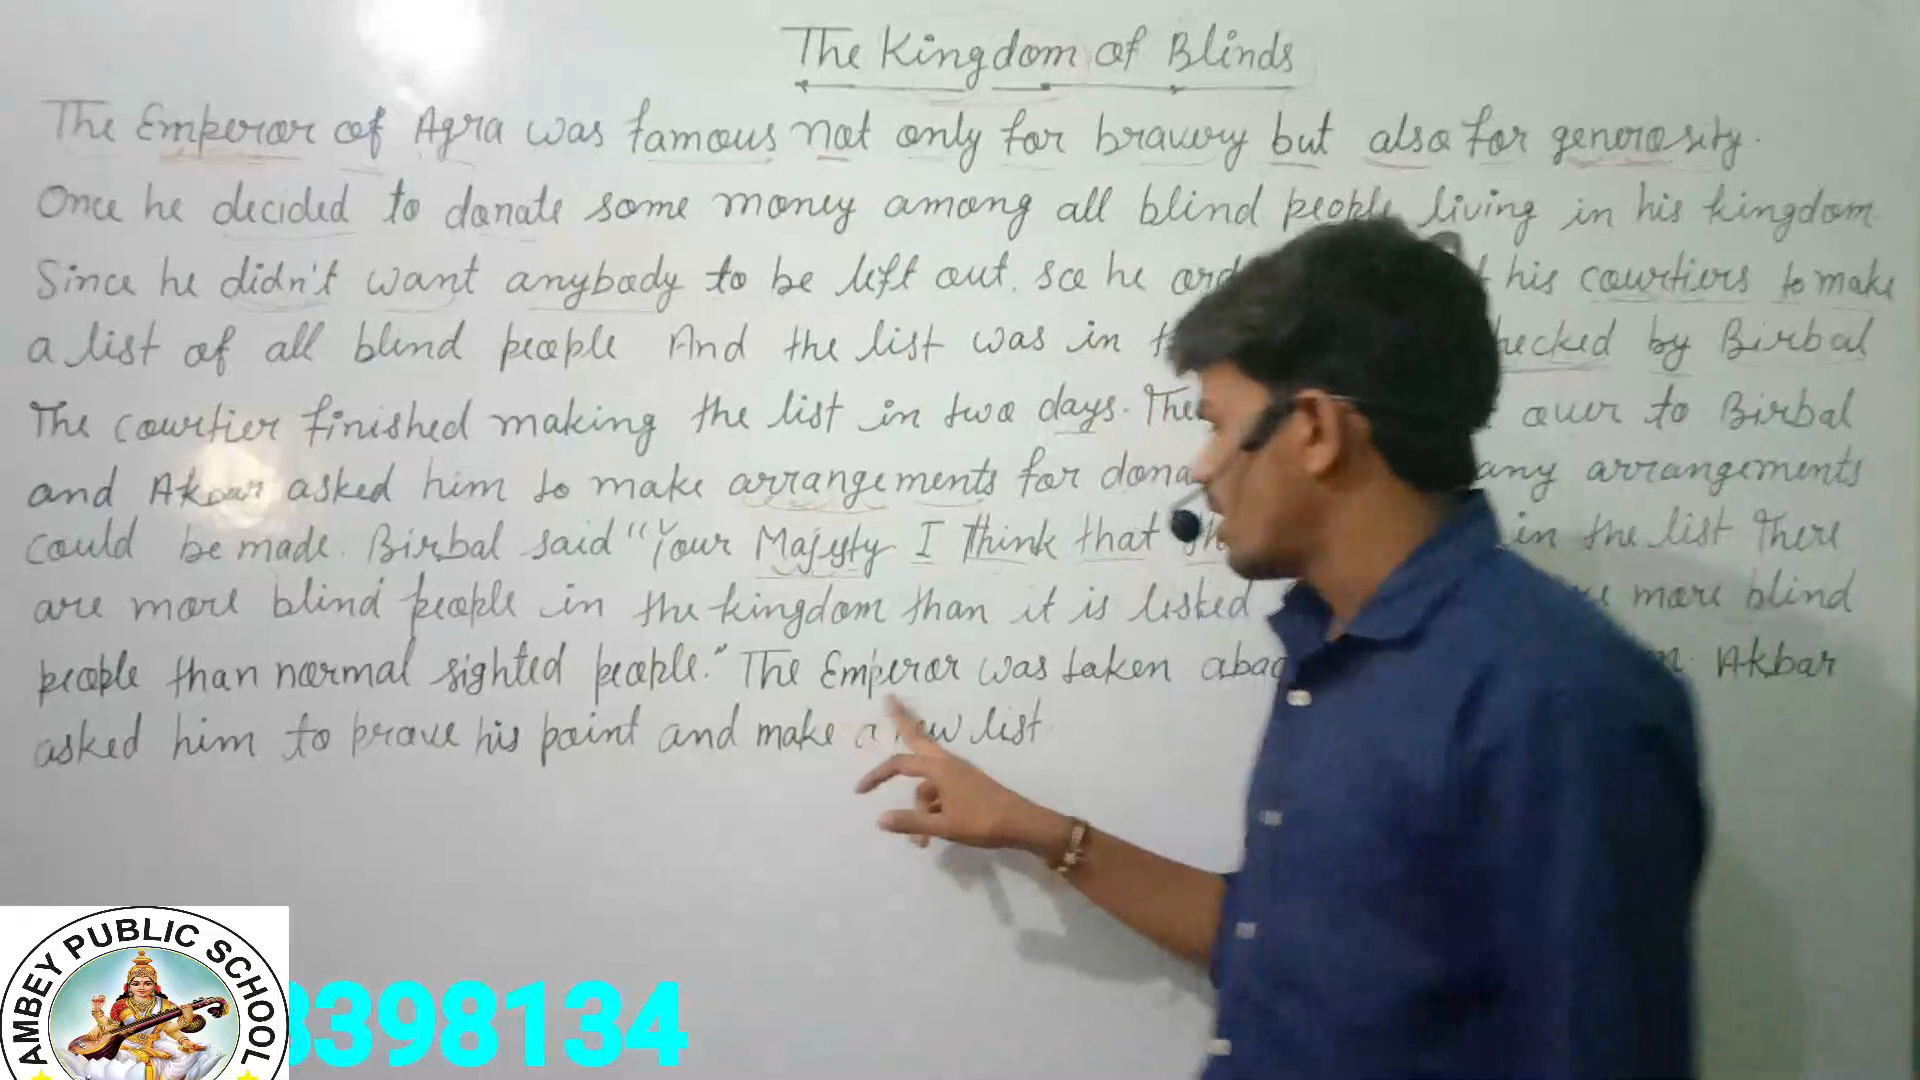 The Kingdom of Blinds
The Emperor of Agra was famous not only for bravery but also for generosity.
Once he decided to donate some money among all blind people living in his kingdom
Since he didn't want anybody to be left out. so he his courtiers to make
a list of all blind people And the list was in checked by Birbal
The courtier finished making the list in two days. over to Birbal
and Akbar asked him to make arrangements for any arrangements
could be made. Birbal said "Your Majesty I think that in the list There
are more blind people in the kingdom than it is listed more blind
people than normal sighted people." The Emperor was taken Akbar
asked him to prove his point and make a new list
AMBEY PUBLIC SCHOOL
398134